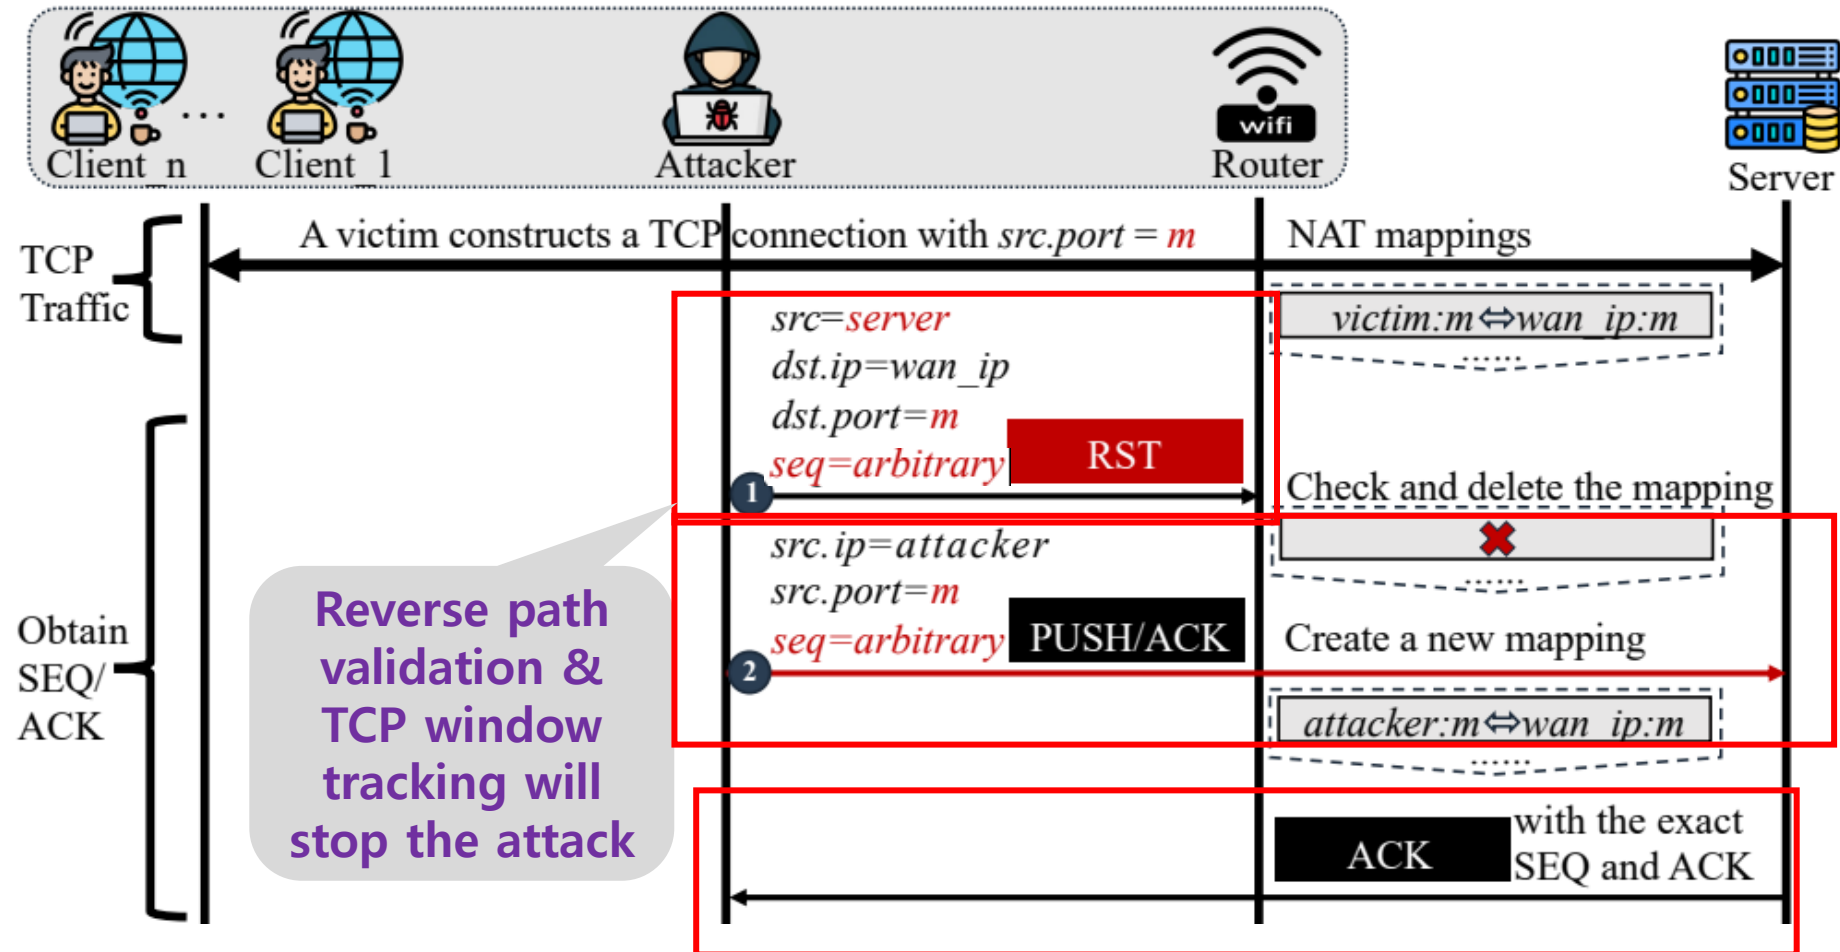 wifi
...
Client_n
Client_1
Attacker
Router
Server
TCP
Traffic
A victim constructs a TCP connection with src.port = m
NAT mappings
victim:m⇔wan_ip:m
......
src=server
dst.ip=wan_ip
dst.port=m
seq=arbitrary
RST
1
Check and delete the mapping
......
Obtain
SEQ/
ACK
src.ip=attacker
src.port=m
seq=arbitrary
PUSH/ACK
2
Create a new mapping
attacker:m⇔wan_ip:m
......
Reverse path
validation &
TCP window
tracking will
stop the attack
ACK
with the exact
SEQ and ACK